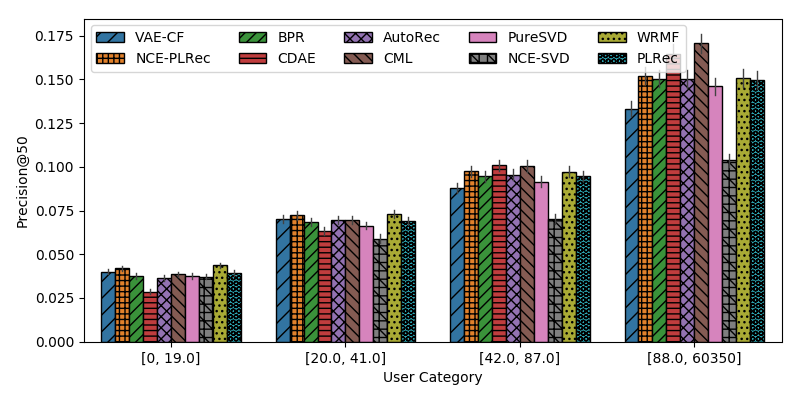 VAE-CF BPR AutoRec PureSVD WRMF
NCE-PLRec CDAE CML NCE-SVD PLRec
0.175
0.150
0.125
0.100
0.075
0.050
0.025
0.000
Precision@50
[0, 19.0] [20.0, 41.0] [42.0, 87.0] [88.0, 60350]
User Category